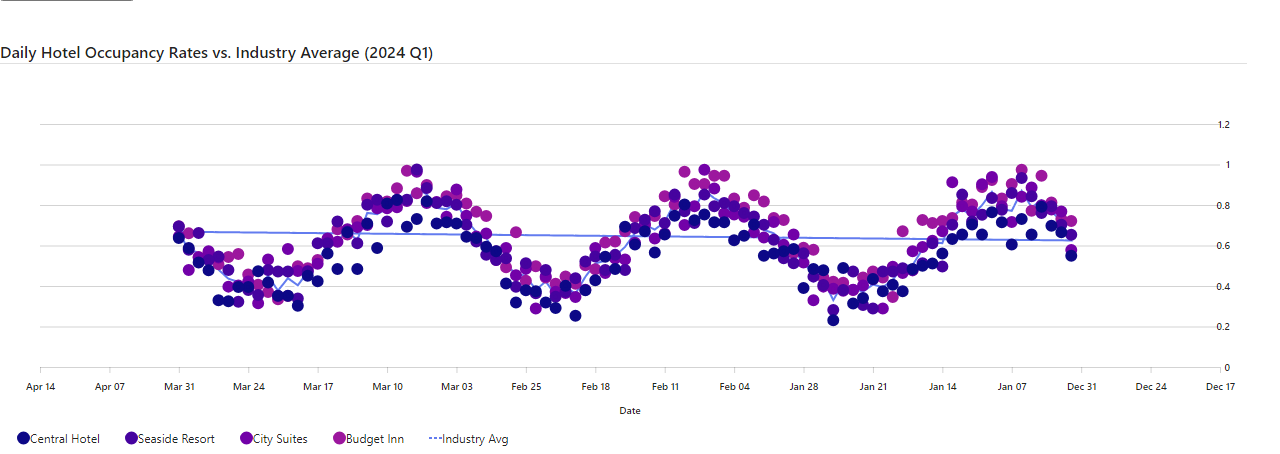 Daily Hotel Occupancy Rates vs. Industry Average (2024 Q1)
1.2
1
0.8
0.6
0.4
0.2
0
Apr 14 Apr 07 Mar 31 Mar 24 Mar 17 Mar 10 Mar 03 Feb 25 Feb 18 Feb 11 Feb 04 Jan 28 Jan 21 Jan 14 Jan 07 Dec 31 Dec 24 Dec 17
Date
Central Hotel Seaside Resort City Suites Budget Inn Industry Avg